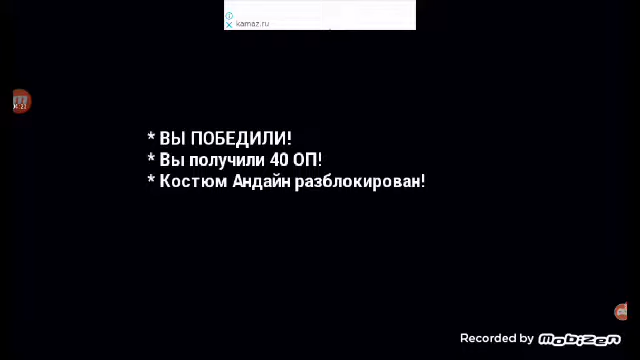 kamaz.ru
* ВЫ ПОБЕДИЛИ!
* Вы получили 40 ОП!
* Костюм Андайн разблокирован!
Recorded by MOBIZEN